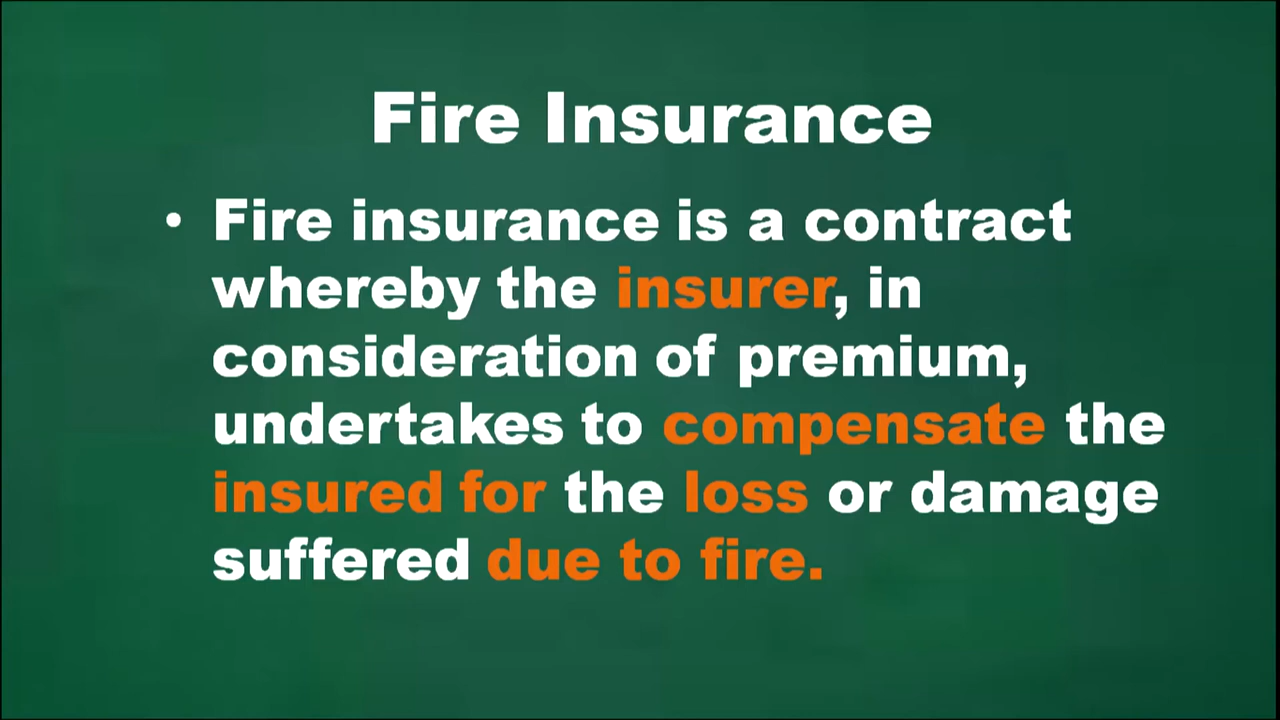 Fire Insurance
• Fire insurance is a contract
whereby the insurer, in
consideration of premium,
undertakes to compensate the
insured for the loss or damage
suffered due to fire.